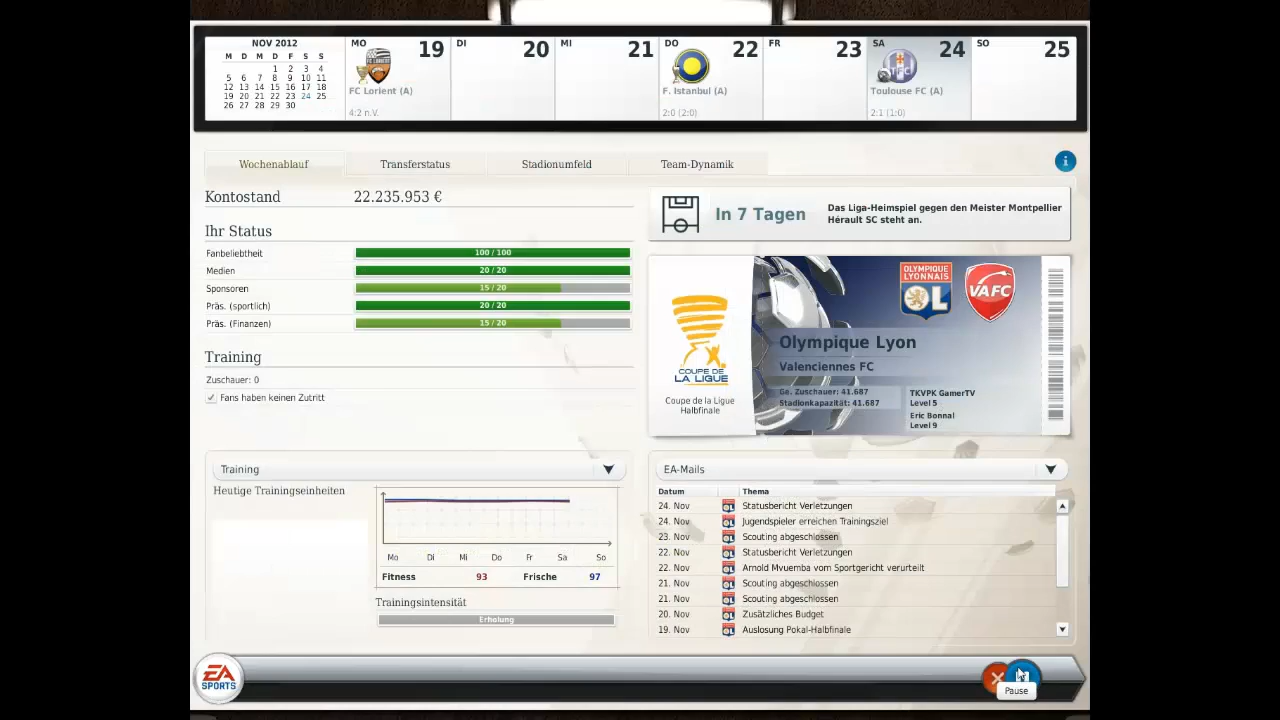 NOV 2012
M D M D F S S
1 2 3 4
5 6 7 8 9 10 11
12 13 14 15 16 17 18
19 20 21 22 23 24 25
26 27 28 29 30
MO 19
FC Lorient (A)
4:2 n.V.
DI 20
MI 21
DO 22
F. Istanbul (A)
2:0 (2:0)
FR 23
SA 24
TFC
Toulouse FC (A)
2:1 (1:0)
SO 25
Wochenablauf
Transferstatus
Stadionumfeld
Team-Dynamik
i
Kontostand 22.235.953 €
Ihr Status
Fanbeliebtheit 100 / 100
Medien 20 / 20
Sponsoren 15 / 20
Präs. (sportlich) 20 / 20
Präs. (Finanzen) 15 / 20
Training
Zuschauer: 0
Fans haben keinen Zutritt
In 7 Tagen
Das Liga-Heimspiel gegen den Meister Montpellier
Hérault SC steht an.
COUPE DE
LA LIGUE
Coupe de la Ligue
Halbfinale
OLYMPIQUE
LYONNAIS
OL
VAFC
Olympique Lyon
Valenciennes FC
Ge. Zuschauer: 41.687
Stadionkapazität: 41.687
TKVPK GamerTV
Level 5
Eric Bonnal
Level 9
Training
Heutige Trainingseinheiten
Mo Di Mi Do Fr Sa So
Fitness 93 Frische 97
Trainingsintensität
Erholung
EA-Mails
Datum Thema
24. Nov Statusbericht Verletzungen
24. Nov Jugendspieler erreichen Trainingsziel
23. Nov Scouting abgeschlossen
22. Nov Statusbericht Verletzungen
22. Nov Arnold Mvuemba vom Sportgericht verurteilt
21. Nov Scouting abgeschlossen
21. Nov Scouting abgeschlossen
20. Nov Zusätzliches Budget
19. Nov Auslosung Pokal-Halbfinale
EA
SPORTS
Pause